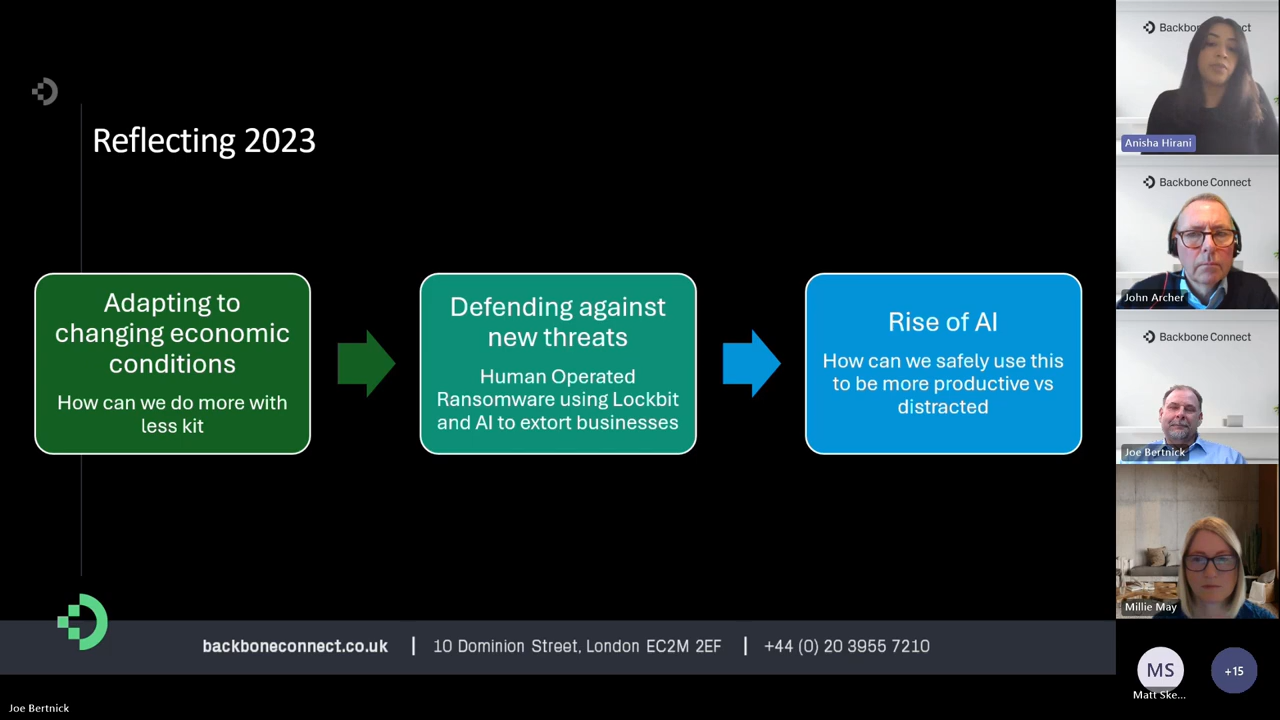 Reflecting 2023
Adapting to
changing economic
conditions
How can we do more with
less kit
Defending against
new threats
Human Operated
Ransomware using Lockbit
and AI to extort businesses
Rise of AI
How can we safely use this
to be more productive vs
distracted
backboneconnect.co.uk | 10 Dominion Street, London EC2M 2EF | +44 (0) 20 3955 7210
Joe Bertnick
Anisha Hirani
Backbone Connect
John Archer
Backbone Connect
Joe Bertnick
Millie May
MS
+15
Matt Ske...